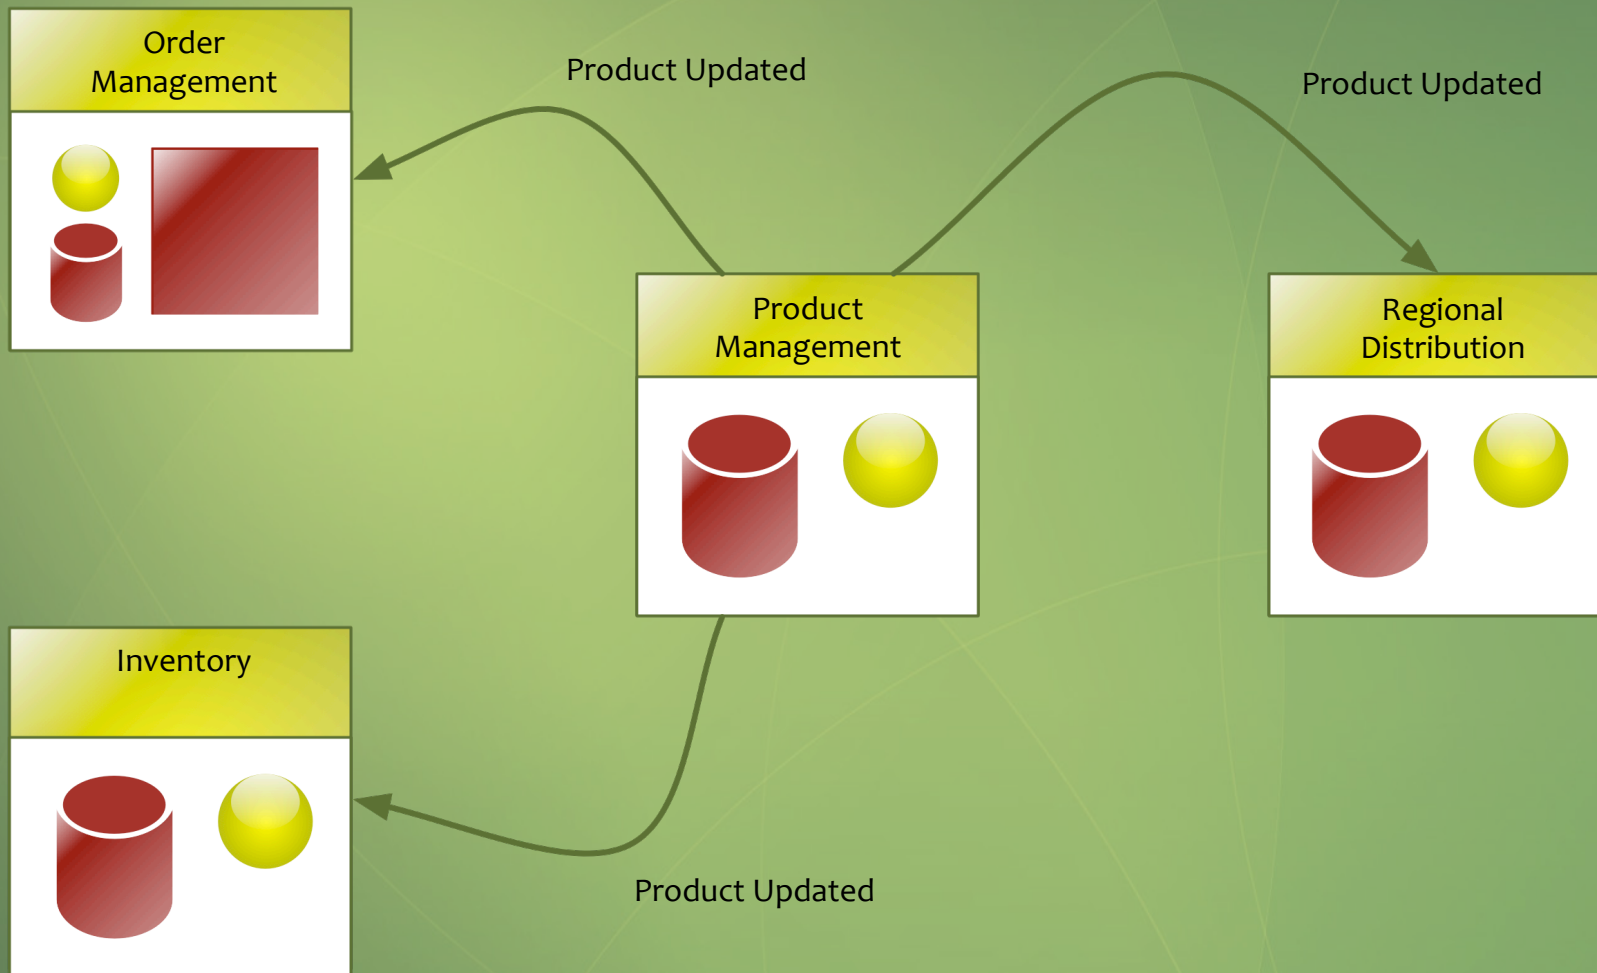 Order
Management
Product Updated
Product Updated
Product
Management
Regional
Distribution
Inventory
Product Updated